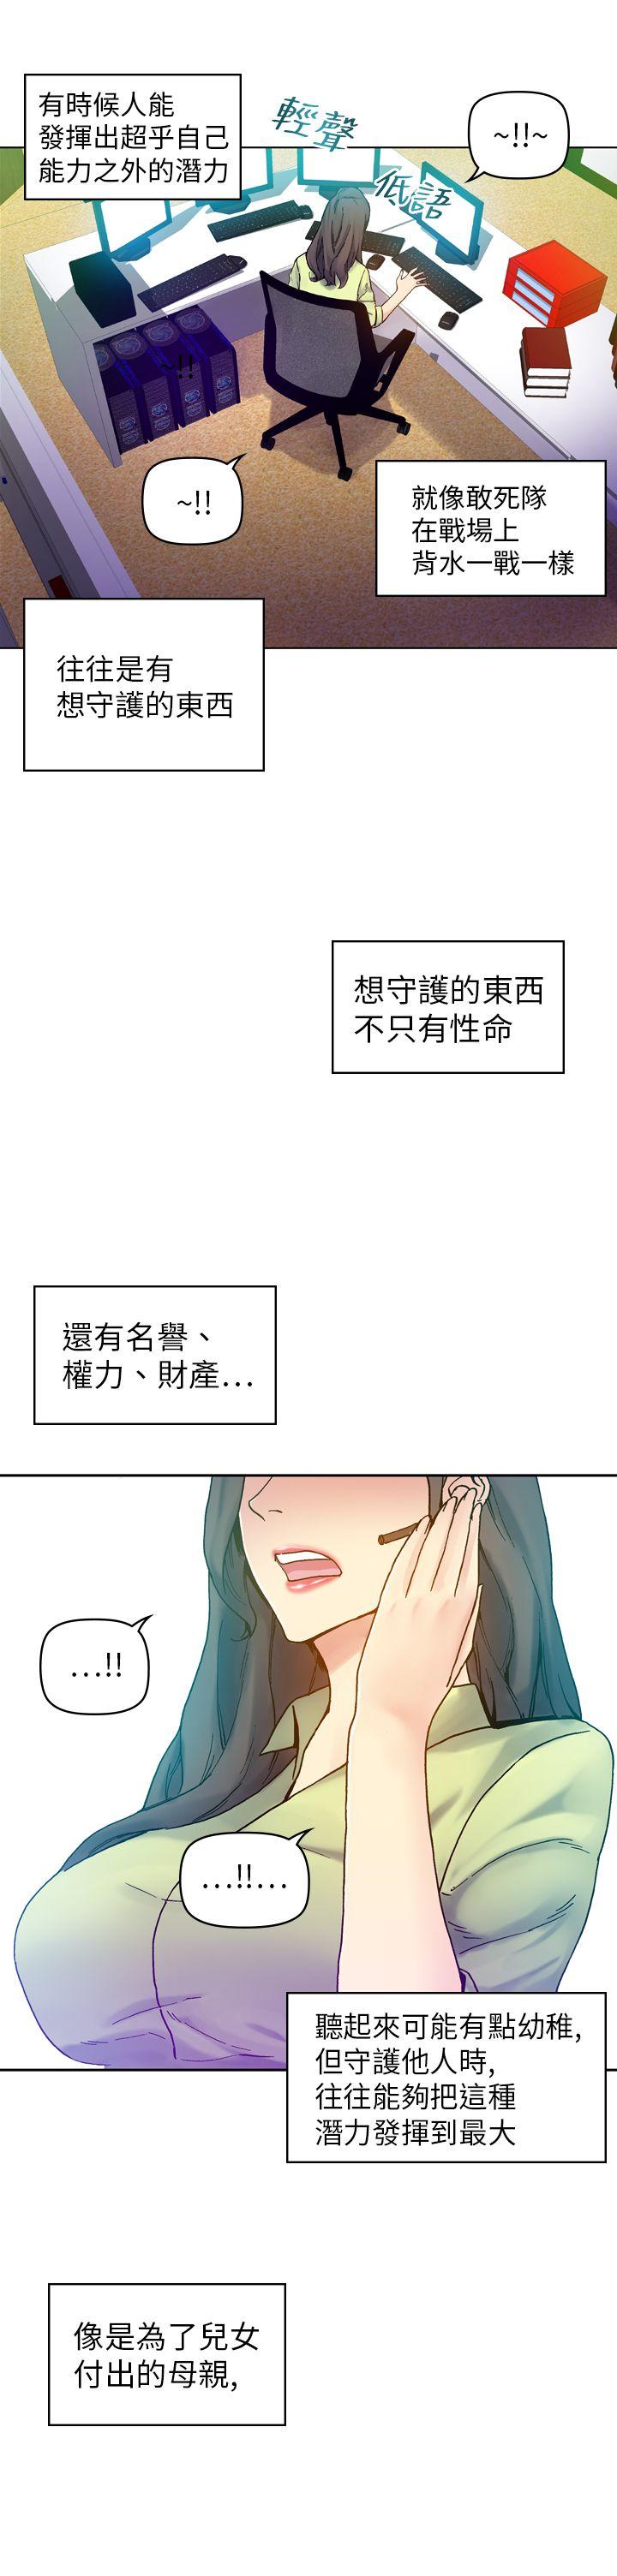 有時候人能
發揮出超乎自己
能力之外的潛力
輕聲
低語
~!!~
~!!
~!!
就像敢死隊
在戰場上
背水一戰一樣
往往是有
想守護的東西
想守護的東西
不只有性命
還有名譽、
權力、財產...
...!!
...!!...
聽起來可能有點幼稚,
但守護他人時,
往往能夠把這種
潛力發揮到最大
像是為了兒女
付出的母親,